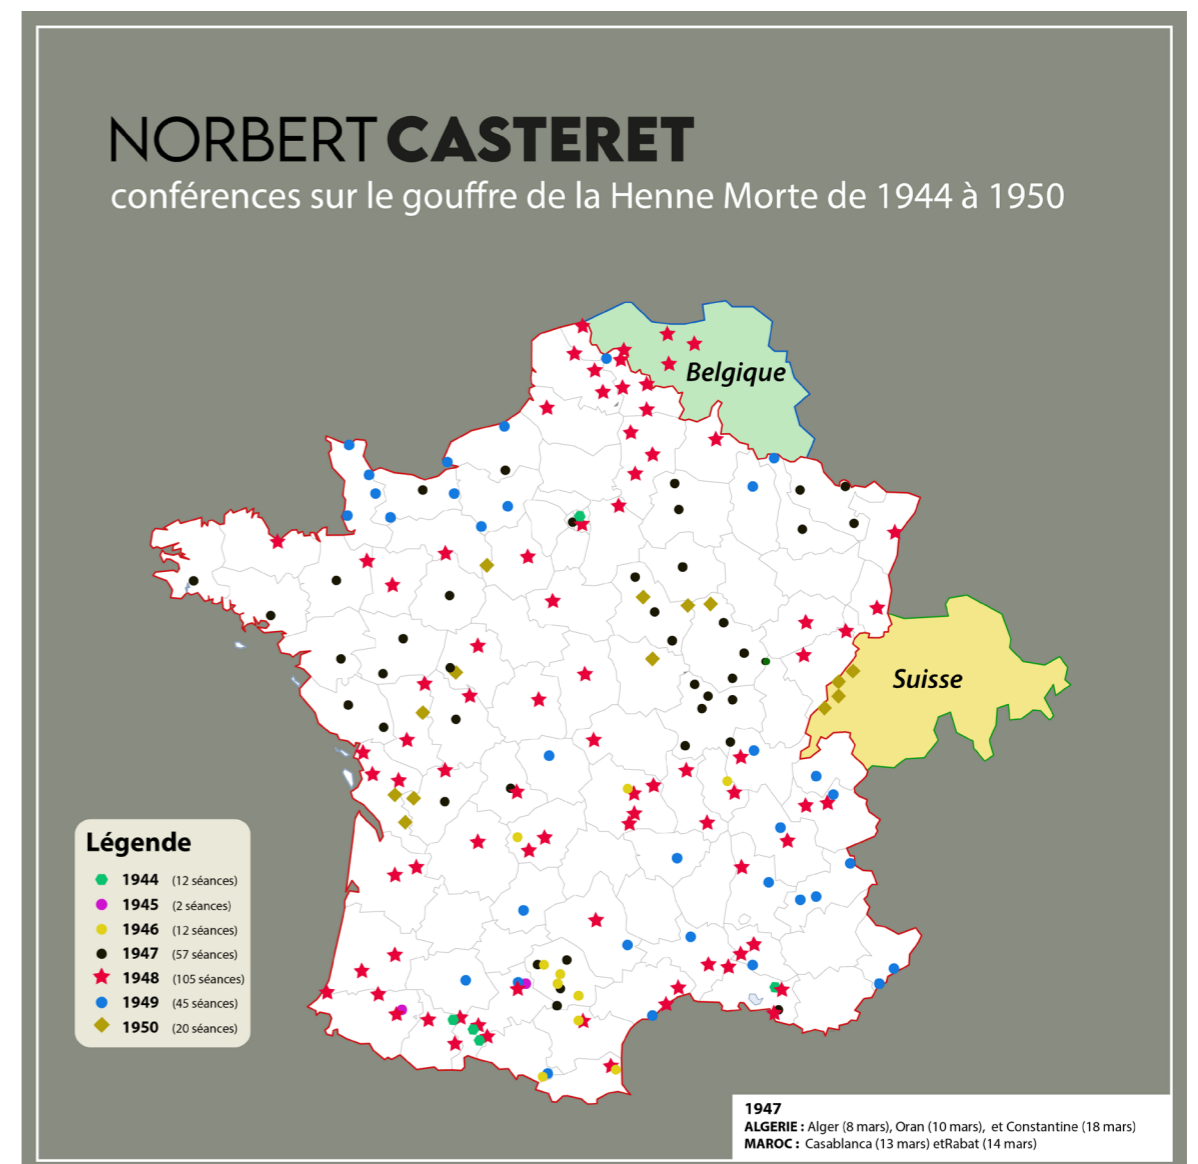 NORBERT CASTERET
conférences sur le gouffre de la Henne Morte de 1944 à 1950
Belgique
Suisse
Légende
1944 (12 séances)
1945 (2 séances)
1946 (12 séances)
1947 (57 séances)
1948 (105 séances)
1949 (45 séances)
1950 (20 séances)
1947
ALGERIE : Alger (8 mars), Oran (10 mars), et Constantine (18 mars)
MAROC : Casablanca (13 mars) etRabat (14 mars)